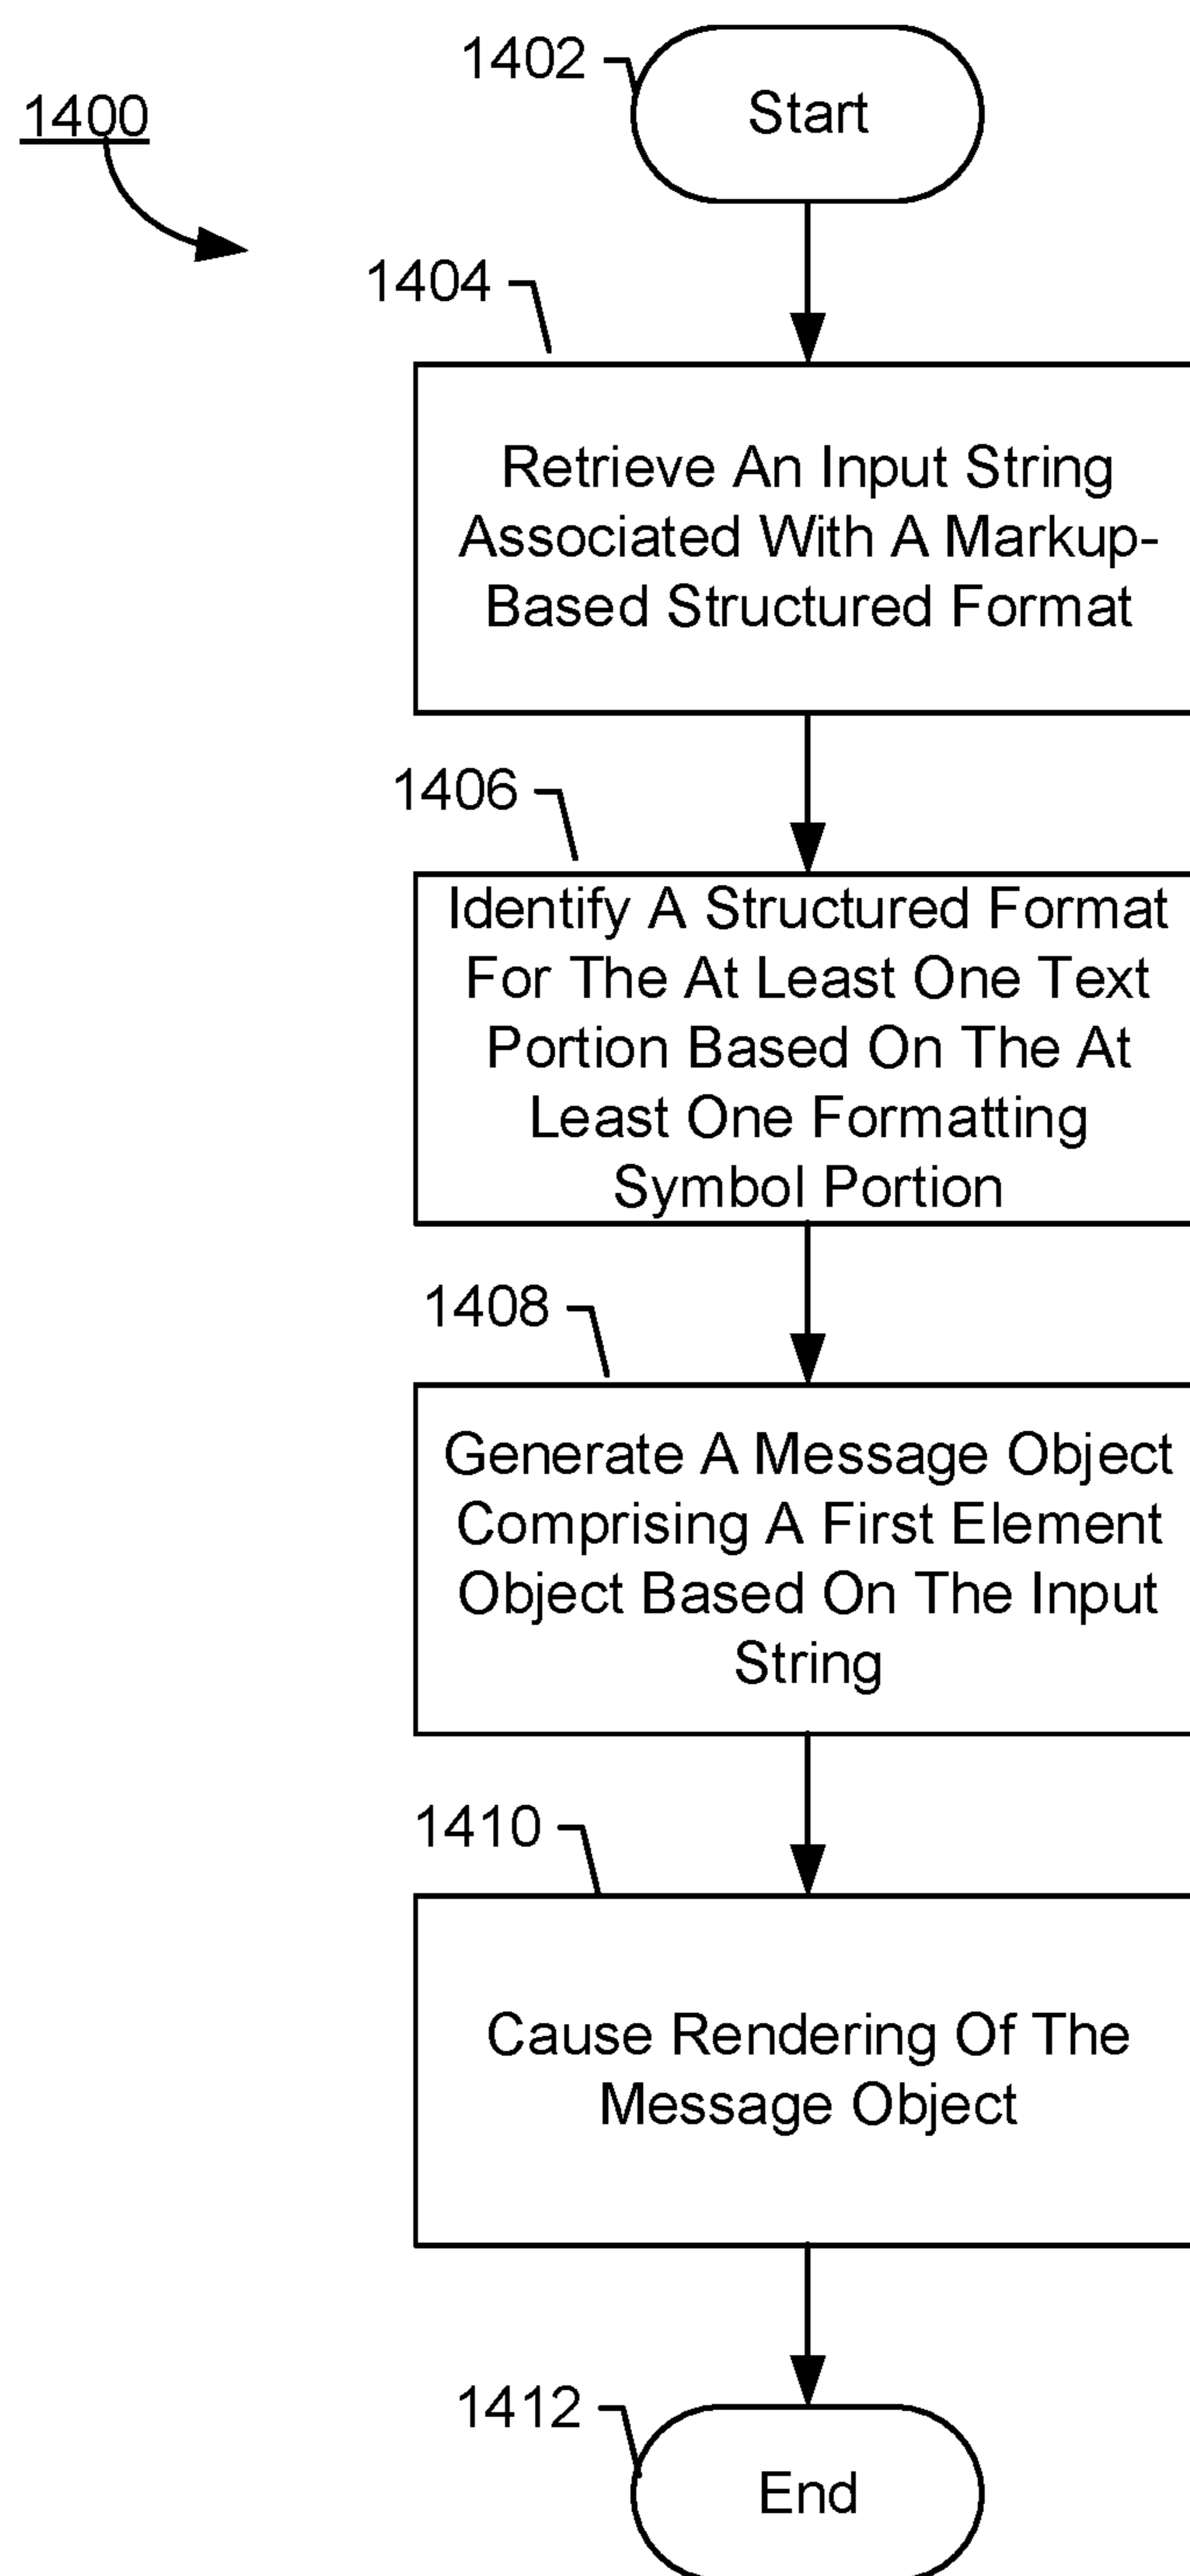 1402
Start
1400
1404
Retrieve An Input String
Associated With A Markup-
Based Structured Format
1406
Identify A Structured Format
For The At Least One Text
Portion Based On The At
Least One Formatting
Symbol Portion
1408
Generate A Message Object
Comprising A First Element
Object Based On The Input
String
1410
Cause Rendering Of The
Message Object
1412
End